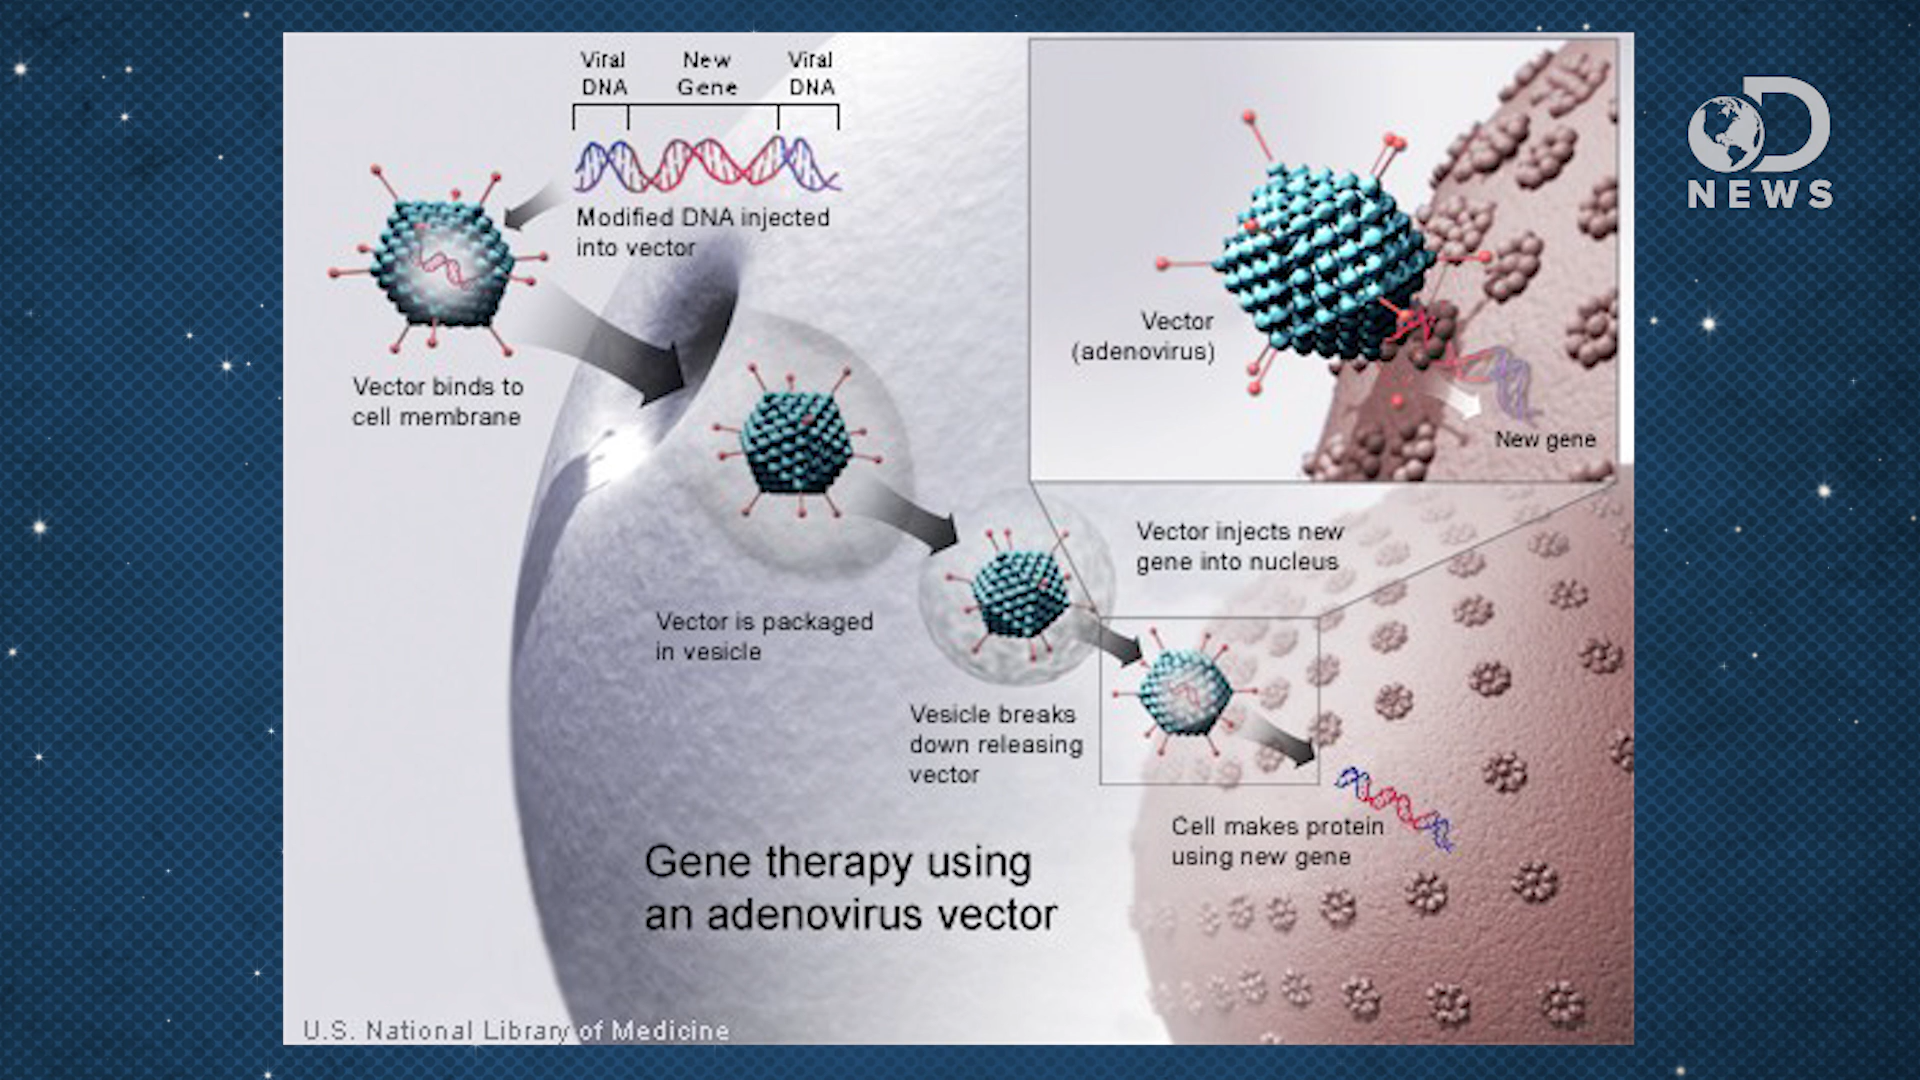 Viral
DNA
New
Gene
Viral
DNA
Modified DNA injected
into vector
Vector binds to
cell membrane
Vector is packaged
in vesicle
Vesicle breaks
down releasing
vector
Vector injects new
gene into nucleus
Vector
(adenovirus)
New gene
Cell makes protein
using new gene
Gene therapy using
an adenovirus vector
U.S. National Library of Medicine
D
NEWS